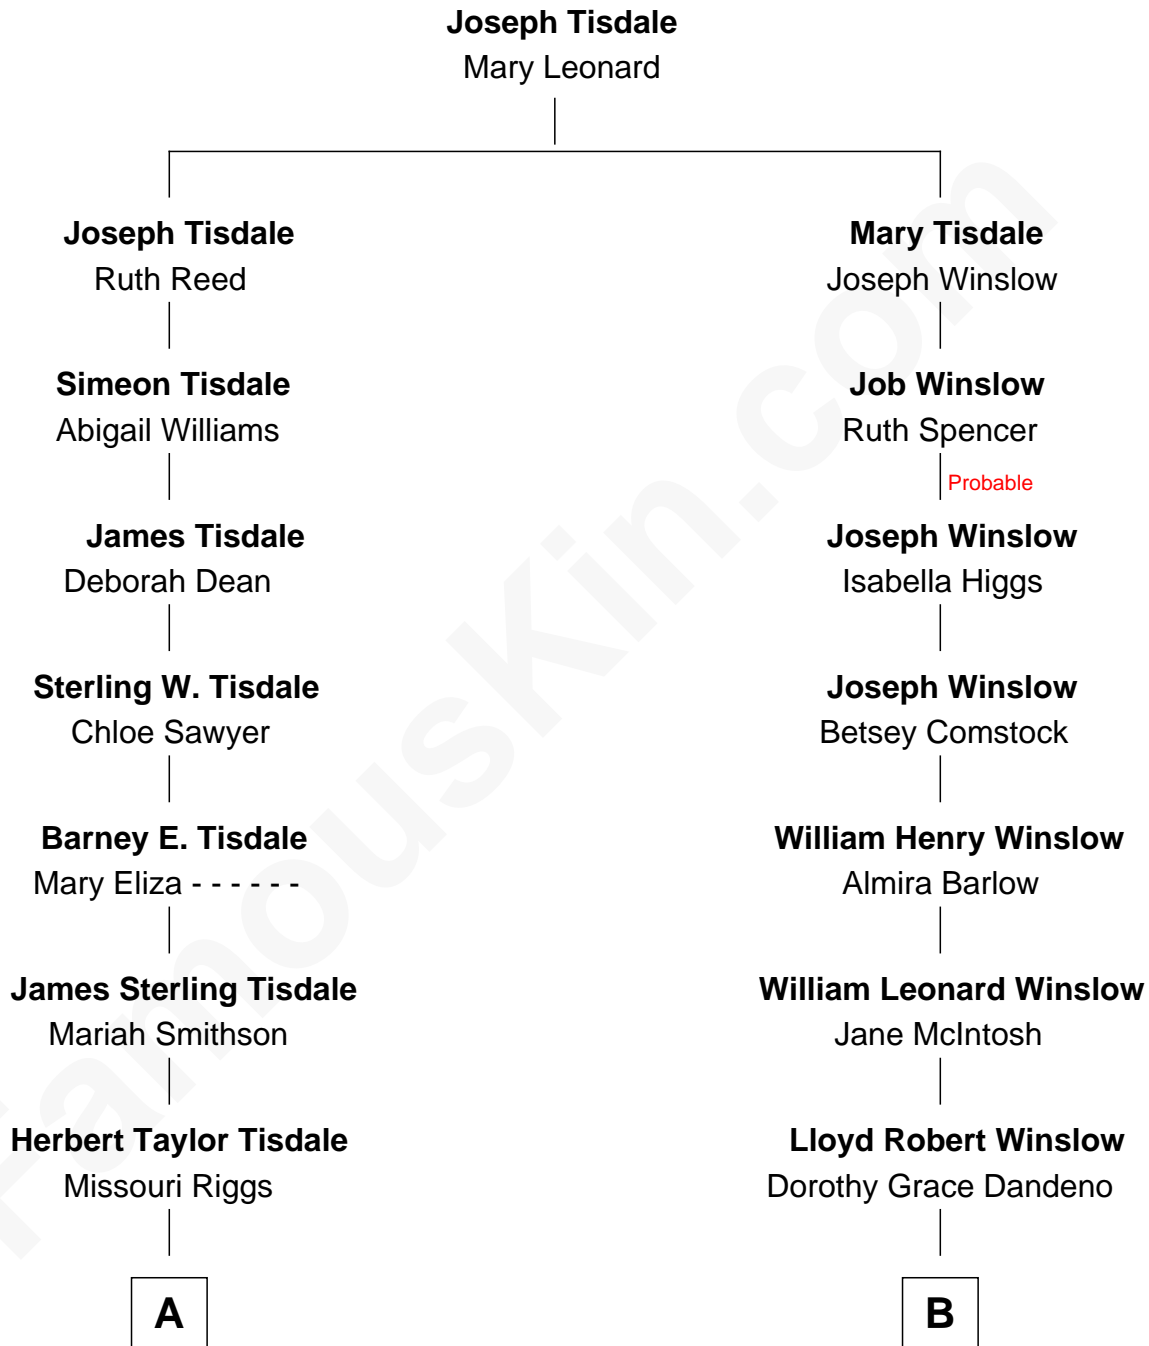 Joseph Tisdale
Mary Leonard
Joseph Tisdale
Ruth Reed
Mary Tisdale
Joseph Winslow
Simeon Tisdale
Abigail Williams
Job Winslow
Ruth Spencer
Probable
James Tisdale
Deborah Dean
Joseph Winslow
Isabella Higgs
Sterling W. Tisdale
Chloe Sawyer
Joseph Winslow
Betsey Comstock
Barney E. Tisdale
Mary Eliza - - - - - -
William Henry Winslow
Almira Barlow
James Sterling Tisdale
Mariah Smithson
William Leonard Winslow
Jane McIntosh
Herbert Taylor Tisdale
Missouri Riggs
Lloyd Robert Winslow
Dorothy Grace Dandeno
A
B
FamousKin.com